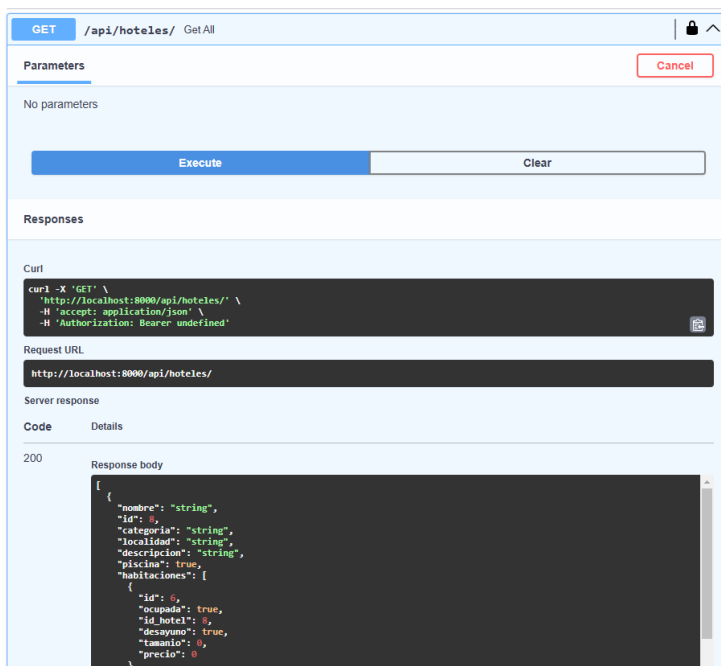 GET /api/hoteles/ Get All
Parameters
Cancel
No parameters
Execute
Clear
Responses
Curl
curl -X 'GET' \
'http://localhost:8000/api/hoteles/' \
-H 'accept: application/json' \
-H 'Authorization: Bearer undefined'
Request URL
http://localhost:8000/api/hoteles/
Server response
Code Details
200
Response body
[
{
"nombre": "string",
"id": 8,
"categoria": "string",
"localidad": "string",
"descripcion": "string",
"piscina": true,
"habitaciones": [
{
"id": 6,
"ocupada": true,
"id_hotel": 8,
"desayuno": true,
"tamanio": 0,
"precio": 0
}